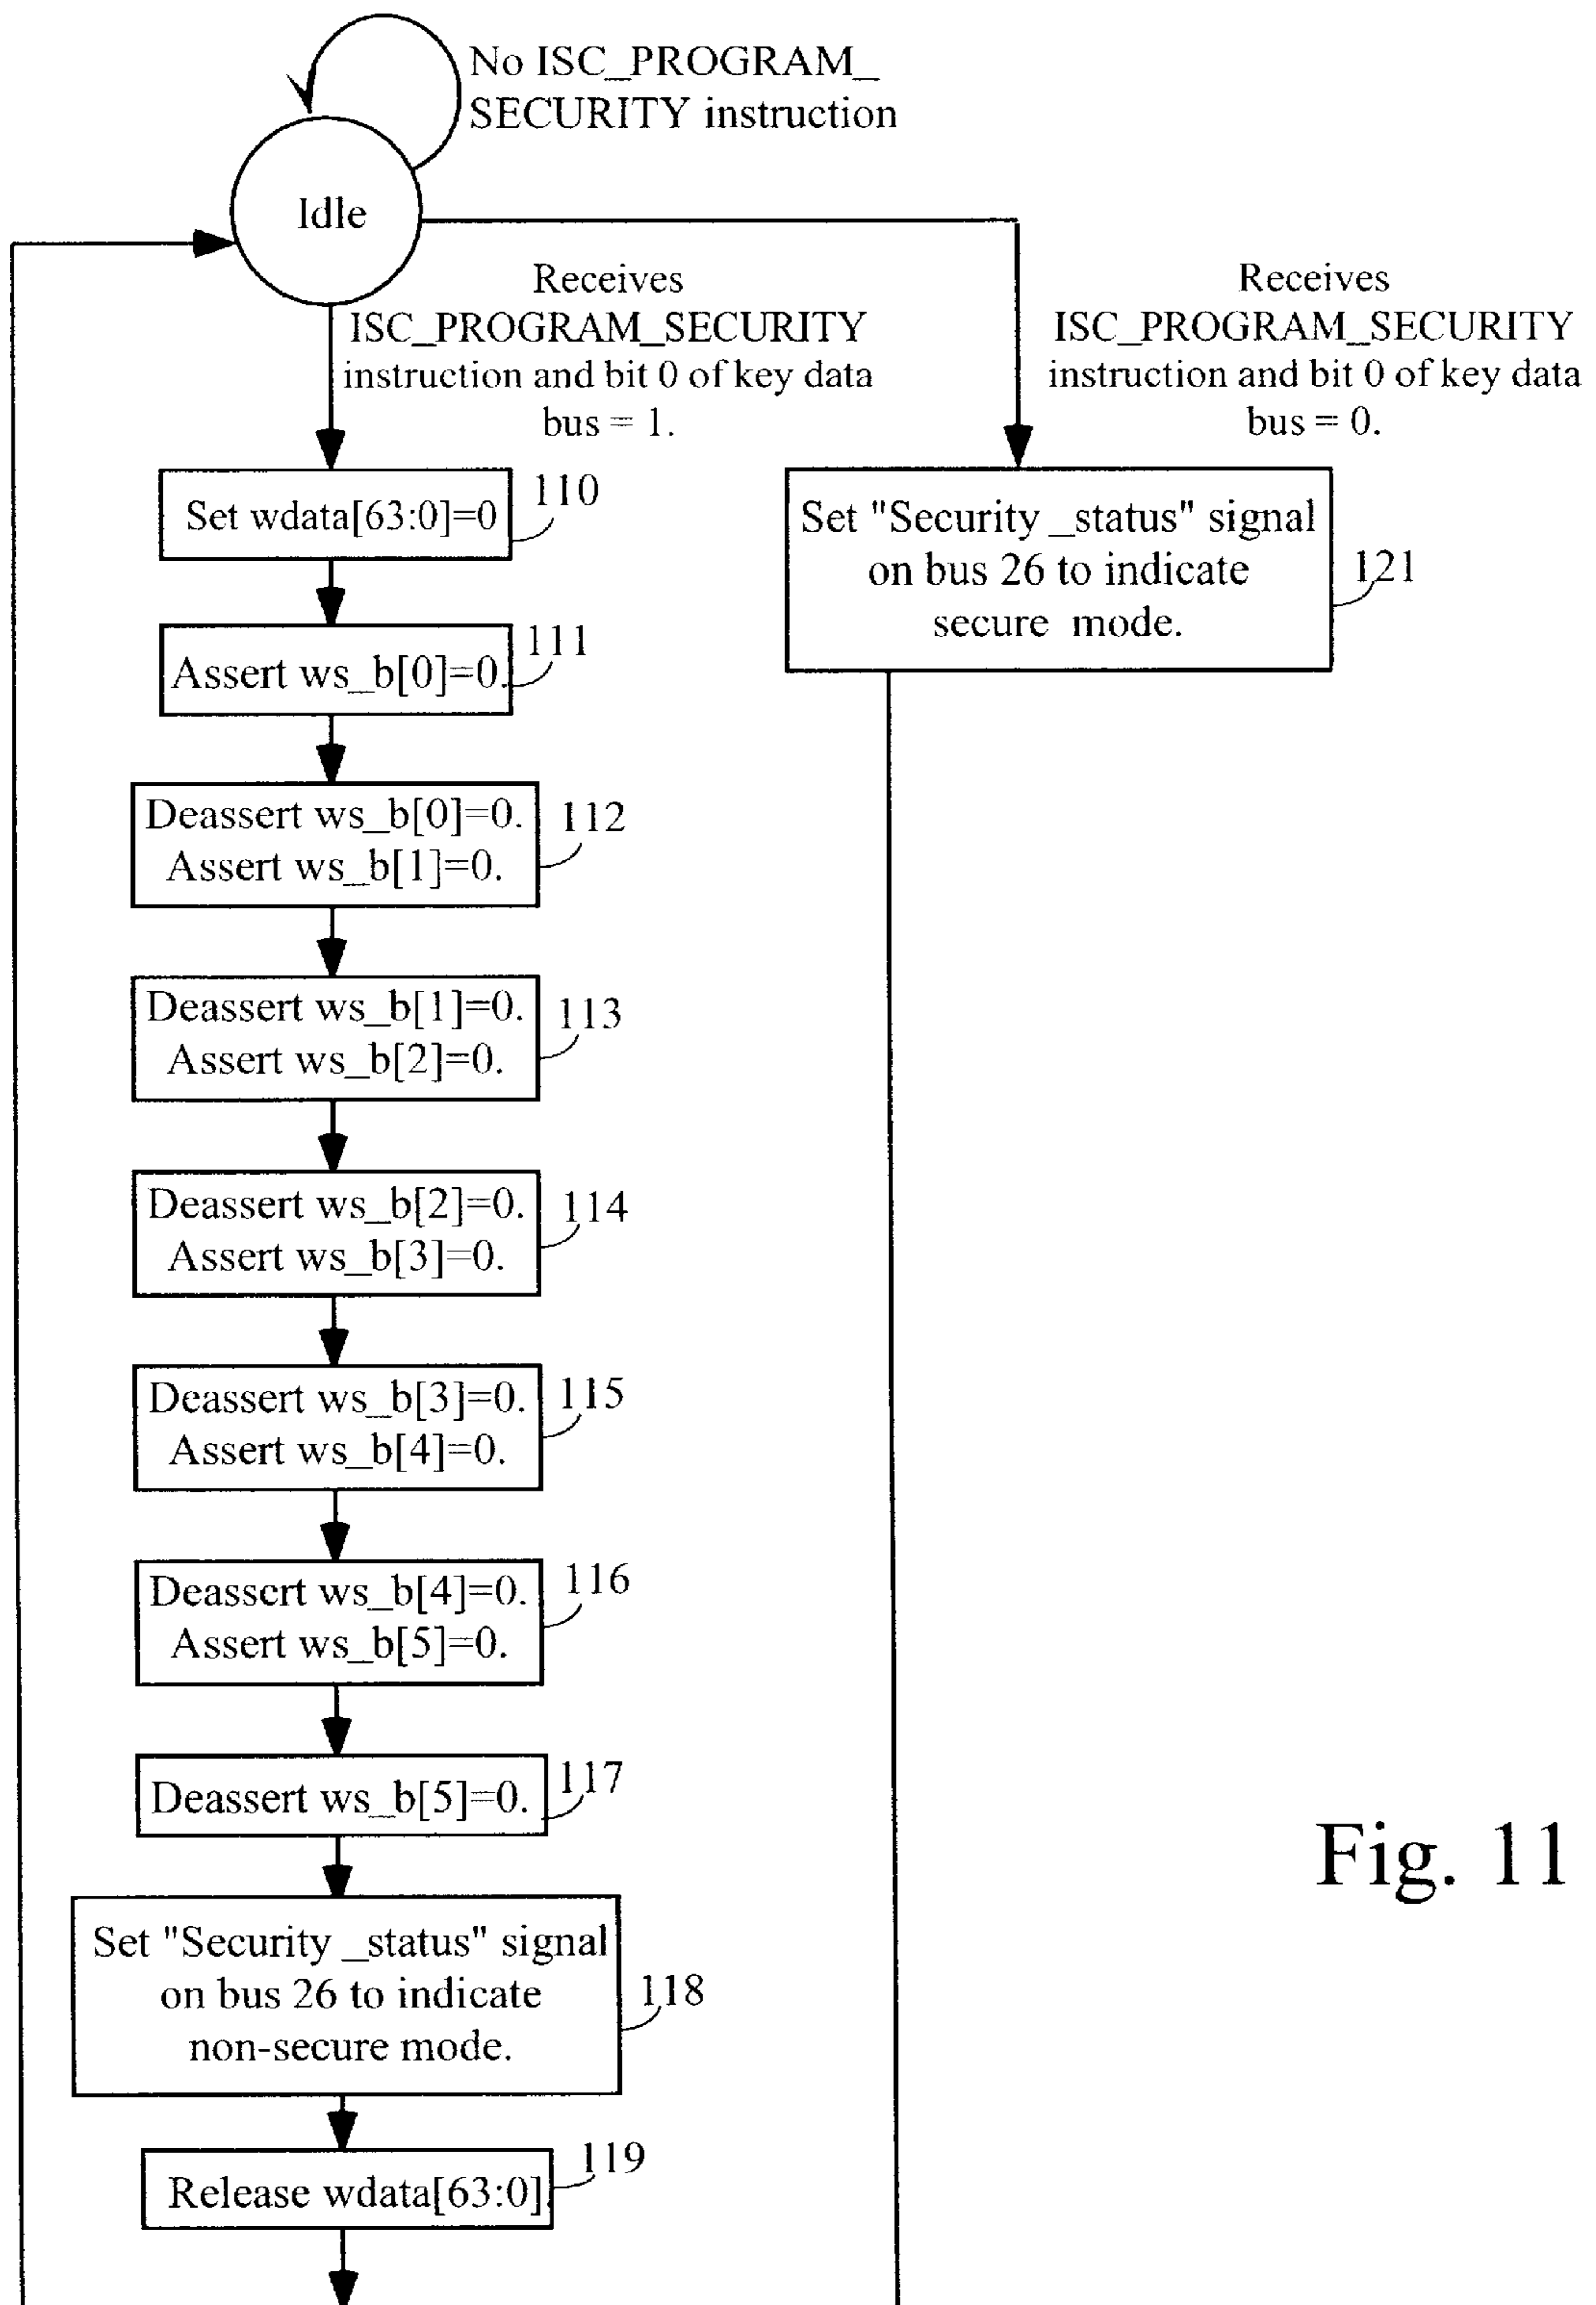 No ISC_PROGRAM_
SECURITY instruction
Idle
Receives
ISC_PROGRAM_SECURITY
instruction and bit 0 of key data
bus = 1.
Receives
ISC_PROGRAM_SECURITY
instruction and bit 0 of key data
bus = 0.
Set wdata[63:0]=0
110
Set "Security _status" signal
on bus 26 to indicate
secure mode.
121
Assert ws_b[0]=0.
111
Deassert ws_b[0]=0.
Assert ws_b[1]=0.
112
Deassert ws_b[1]=0.
Assert ws_b[2]=0.
113
Deassert ws_b[2]=0.
Assert ws_b[3]=0.
114
Deassert ws_b[3]=0.
Assert ws_b[4]=0.
115
Deassert ws_b[4]=0.
Assert ws_b[5]=0.
116
Deassert ws_b[5]=0.
117
Set "Security _status" signal
on bus 26 to indicate
non-secure mode.
118
Release wdata[63:0]
119
Fig. 11